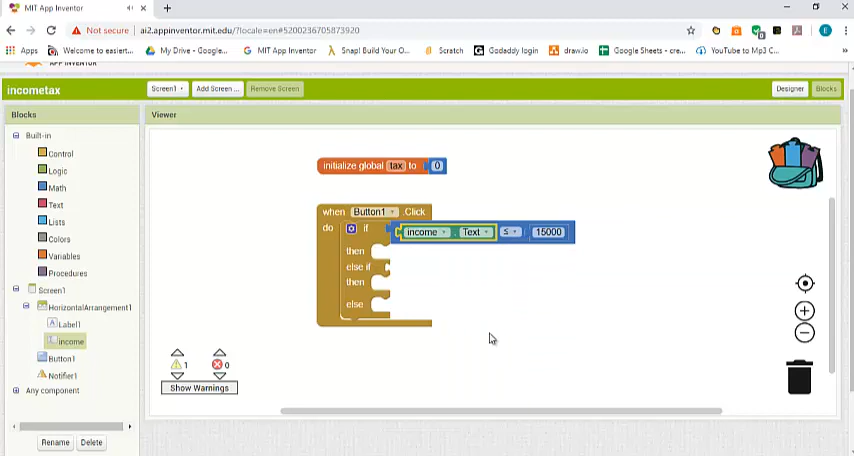 MIT App Inventor
Not secure | ai2.appinventor.mit.edu/?locale=en#5200236705873920
E
Apps
Welcome to easiert...
My Drive - Google...
MIT App Inventor
Snap! Build Your O...
Scratch
Godaddy login
draw.io
Google Sheets - cre...
YouTube to Mp3 C...
APP INVENTOR
incometax
Screen1
Add Screen ...
Remove Screen
Designer
Blocks
Blocks
Viewer
Built-in
Control
Logic
Math
Text
Lists
Colors
Variables
Procedures
Screen1
HorizontalArrangement1
A Label1
income
Button1
Notifier1
Any component
Rename
Delete
initialize global tax to 0
when Button1 .Click
do if income . Text ≤ 15000
then
else if
then
else
1 0
Show Warnings